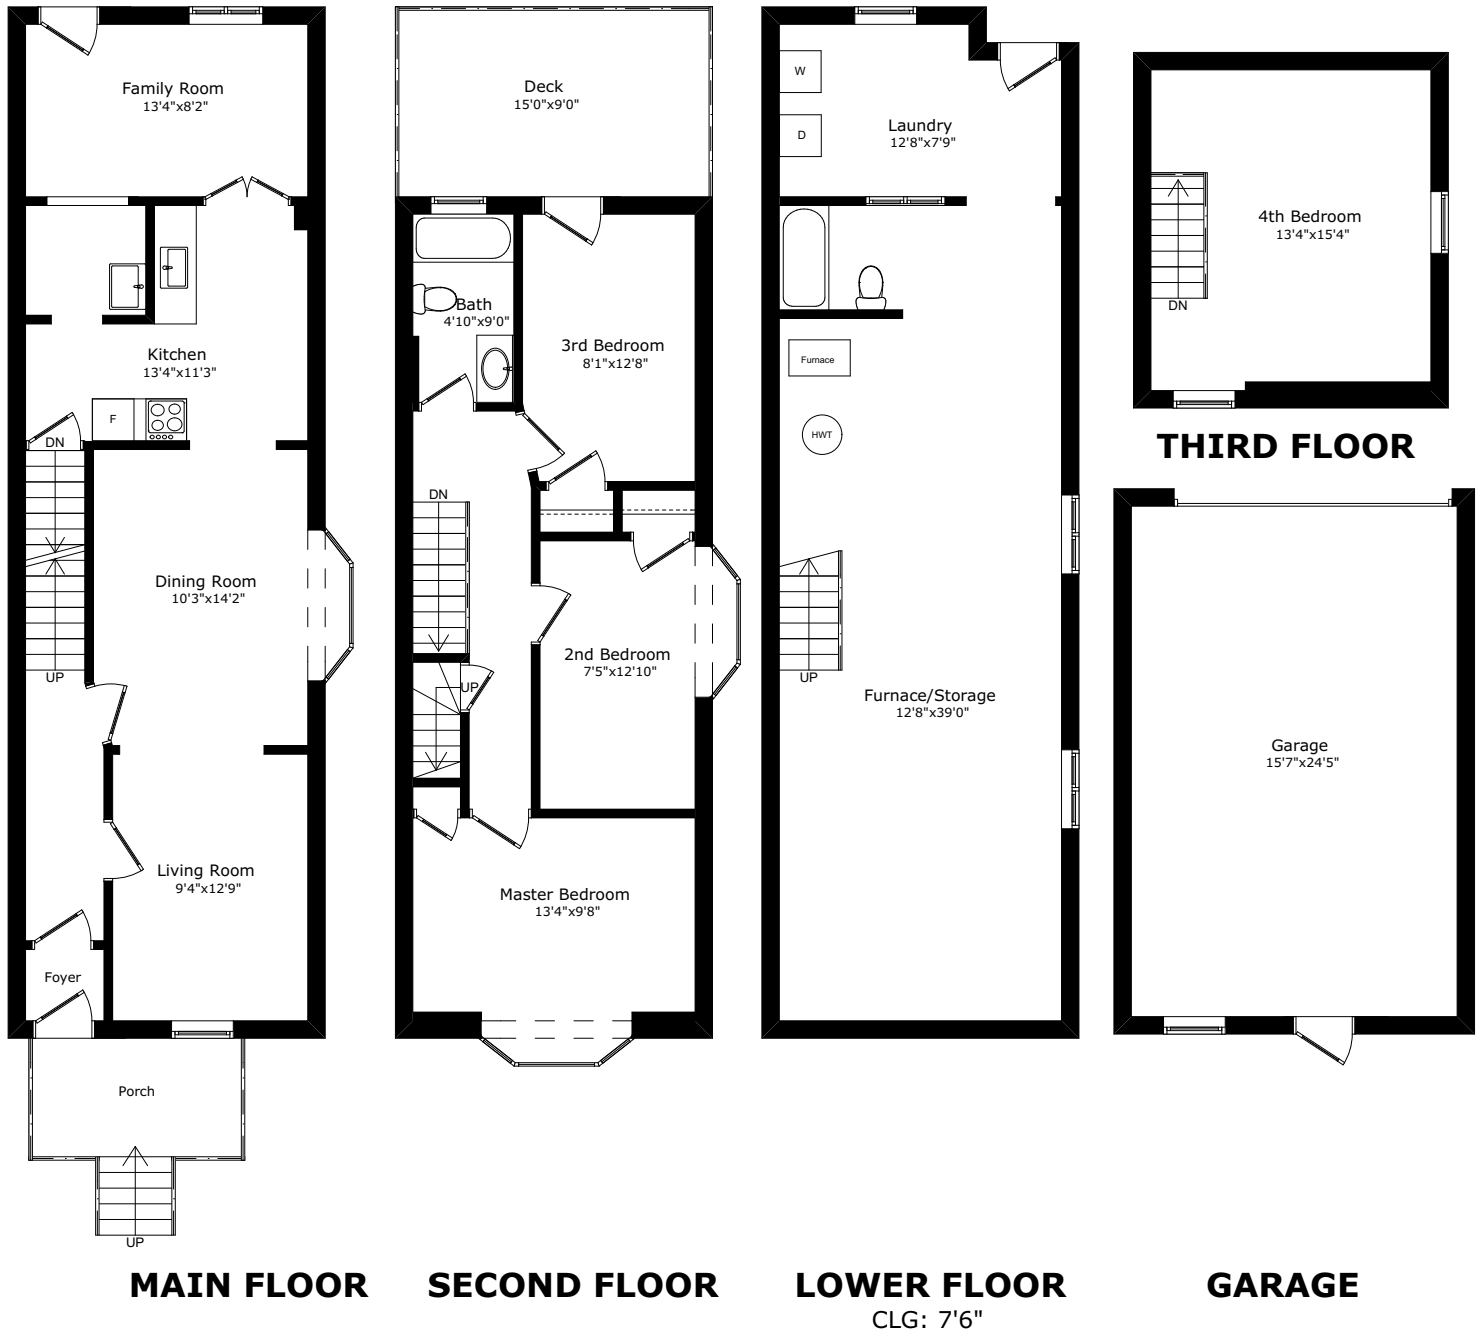 Family Room
13'4"x8'2"
Kitchen
13'4"x11'3"
F
DN
Dining Room
10'3"x14'2"
UP
Living Room
9'4"x12'9"
Foyer
Porch
UP
MAIN FLOOR
Deck
15'0"x9'0"
Bath
4'10"x9'0"
3rd Bedroom
8'1"x12'8"
DN
2nd Bedroom
7'5"x12'10"
UP
Master Bedroom
13'4"x9'8"
SECOND FLOOR
W
D
Laundry
12'8"x7'9"
Furnace
HWT
UP
Furnace/Storage
12'8"x39'0"
LOWER FLOOR
CLG: 7'6"
4th Bedroom
13'4"x15'4"
DN
THIRD FLOOR
Garage
15'7"x24'5"
GARAGE